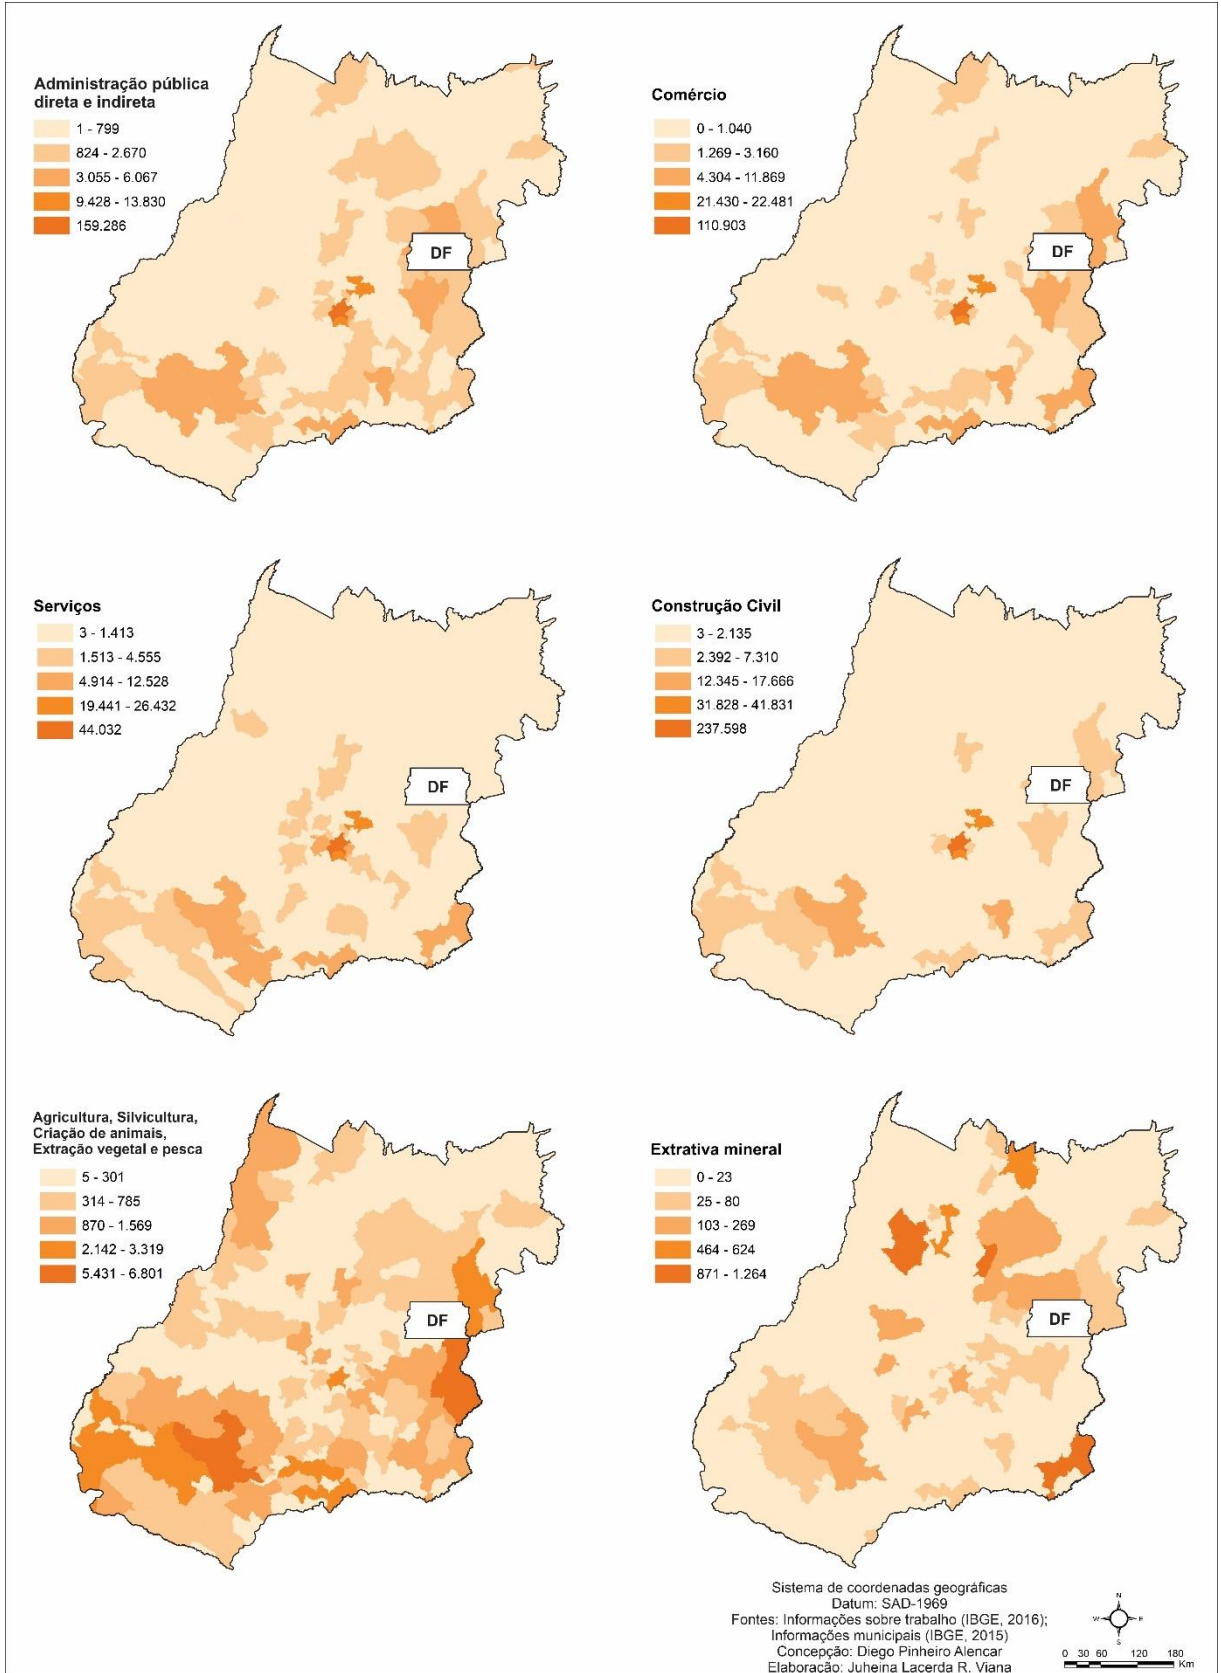 Administração pública
direta e indireta
1 - 799
824 - 2.670
3.055 - 6.067
9.428 - 13.830
159.286
DF
Comércio
0 - 1.040
1.269 - 3.160
4.304 - 11.869
21.430 - 22.481
110.903
DF
Serviços
3 - 1.413
1.513 - 4.555
4.914 - 12.528
19.441 - 26.432
44.032
DF
Construção Civil
3 - 2.135
2.392 - 7.310
12.345 - 17.666
31.828 - 41.831
237.598
DF
Agricultura, Silvicultura,
Criação de animais,
Extração vegetal e pesca
5 - 301
314 - 785
870 - 1.569
2.142 - 3.319
5.431 - 6.801
DF
Extrativa mineral
0 - 23
25 - 80
103 - 269
464 - 624
871 - 1.264
DF
Sistema de coordenadas geográficas
Datum: SAD-1969
Fontes: Informações sobre trabalho (IBGE, 2016);
Informações municipais (IBGE, 2015)
Concepção: Diego Pinheiro Alencar
Elaboração: Juheina Lacerda R. Viana
N
W E
S
0 30 60 120 180
Km